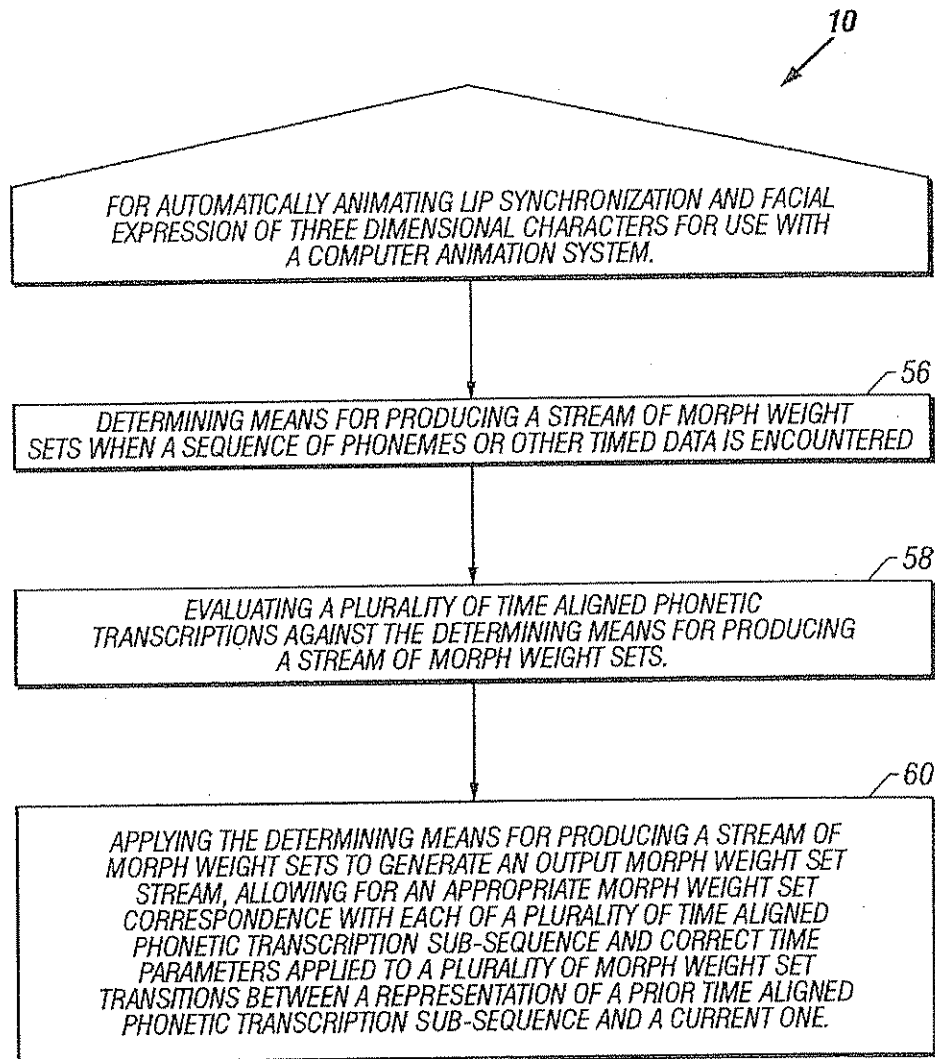 10
FOR AUTOMATICALLY ANIMATING LIP SYNCHRONIZATION AND FACIAL
EXPRESSION OF THREE DIMENSIONAL CHARACTERS FOR USE WITH
A COMPUTER ANIMATION SYSTEM.
56
DETERMINING MEANS FOR PRODUCING A STREAM OF MORPH WEIGHT
SETS WHEN A SEQUENCE OF PHONEMES OR OTHER TIMED DATA IS ENCOUNTERED
58
EVALUATING A PLURALITY OF TIME ALIGNED PHONETIC
TRANSCRIPTIONS AGAINST THE DETERMINING MEANS FOR PRODUCING
A STREAM OF MORPH WEIGHT SETS.
60
APPLYING THE DETERMINING MEANS FOR PRODUCING A STREAM OF
MORPH WEIGHT SETS TO GENERATE AN OUTPUT MORPH WEIGHT SET
STREAM, ALLOWING FOR AN APPROPRIATE MORPH WEIGHT SET
CORRESPONDENCE WITH EACH OF A PLURALITY OF TIME ALIGNED
PHONETIC TRANSCRIPTION SUB-SEQUENCE AND CORRECT TIME
PARAMETERS APPLIED TO A PLURALITY OF MORPH WEIGHT SET
TRANSITIONS BETWEEN A REPRESENTATION OF A PRIOR TIME ALIGNED
PHONETIC TRANSCRIPTION SUB-SEQUENCE AND A CURRENT ONE.